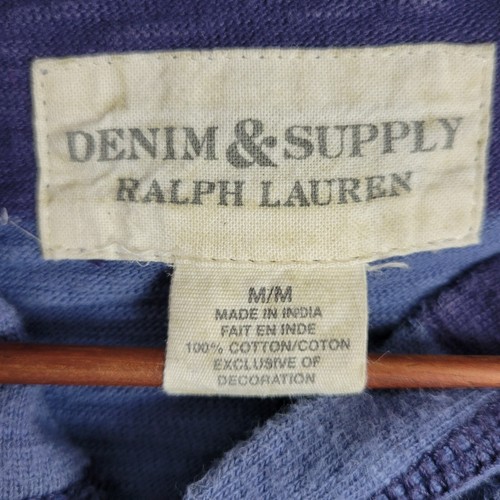 DENIM & SUPPLY
RALPH LAUREN
M/M
MADE IN INDIA
FAIT EN INDE
100% COTTON/COTON
EXCLUSIVE OF
DECORATION